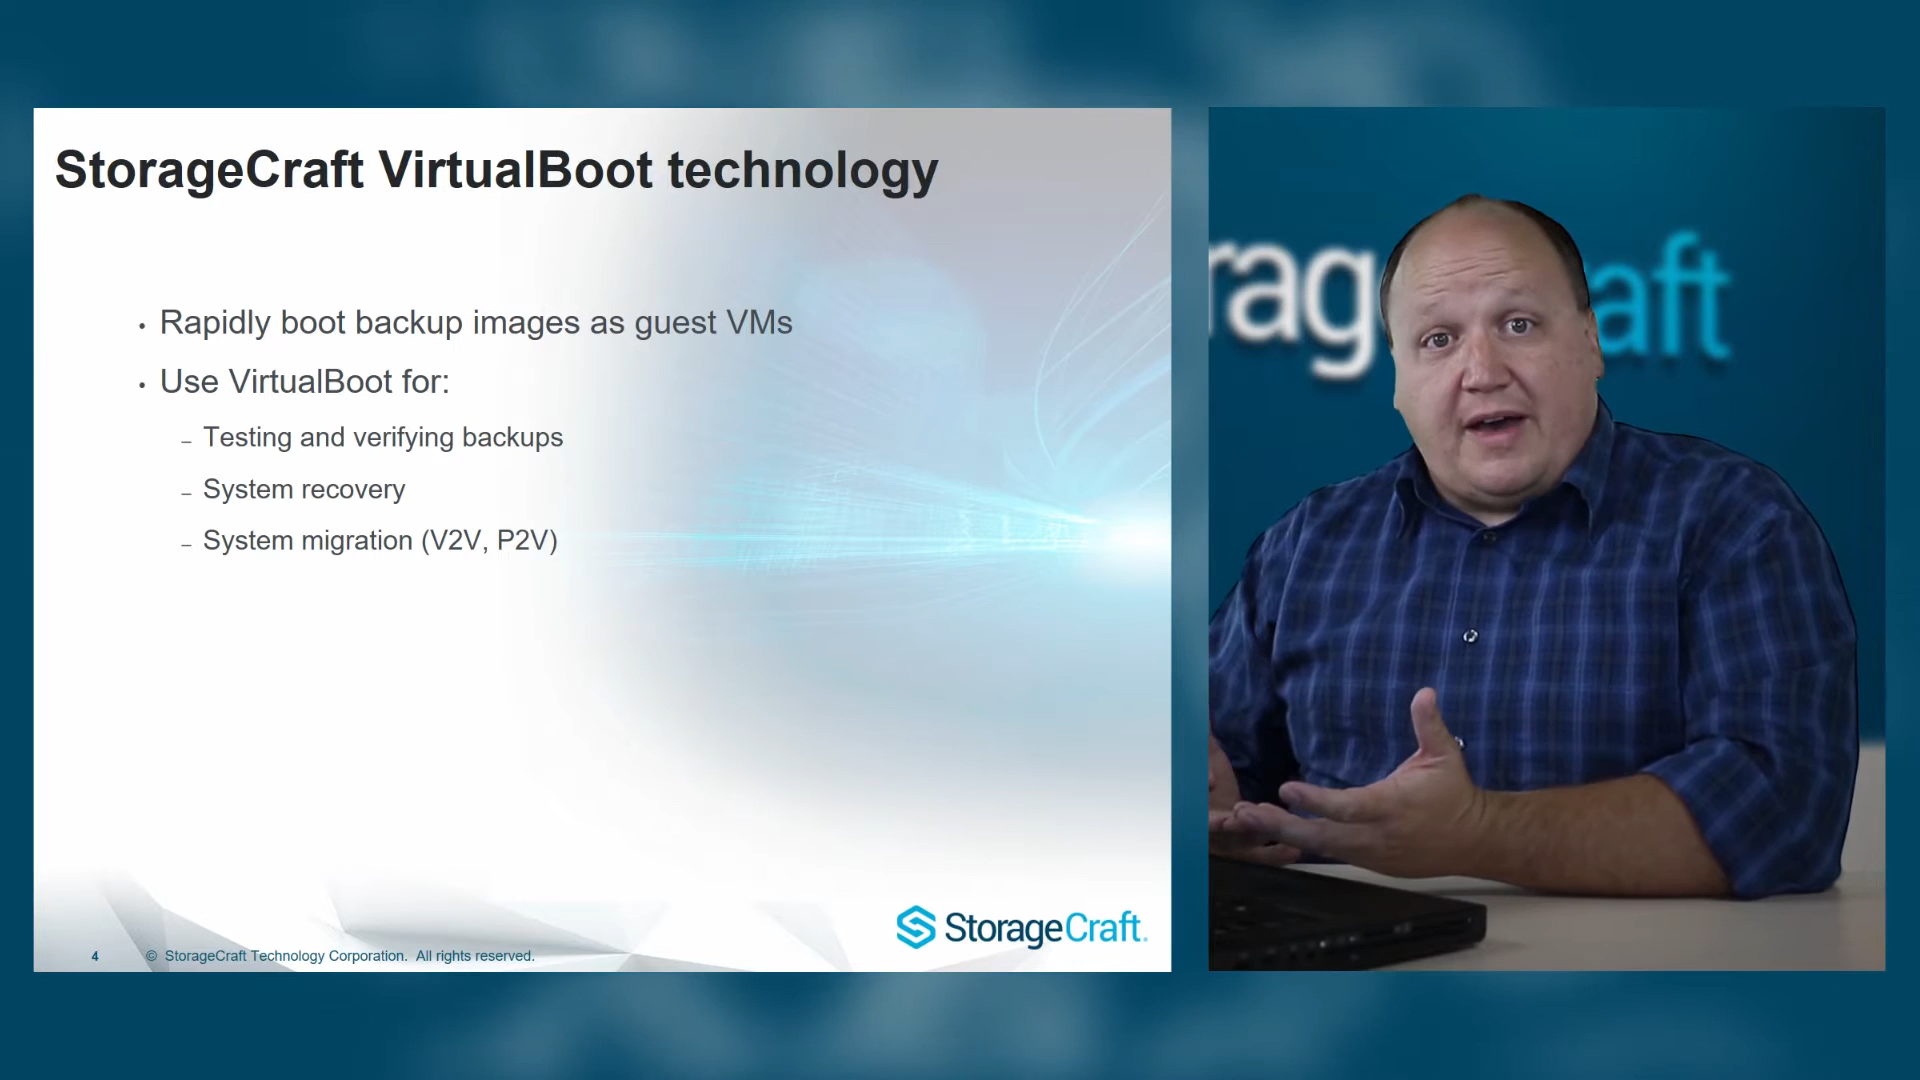 StorageCraft VirtualBoot technology
• Rapidly boot backup images as guest VMs
• Use VirtualBoot for:
– Testing and verifying backups
– System recovery
– System migration (V2V, P2V)
StorageCraft
4 © StorageCraft Technology Corporation. All rights reserved.
rag aft